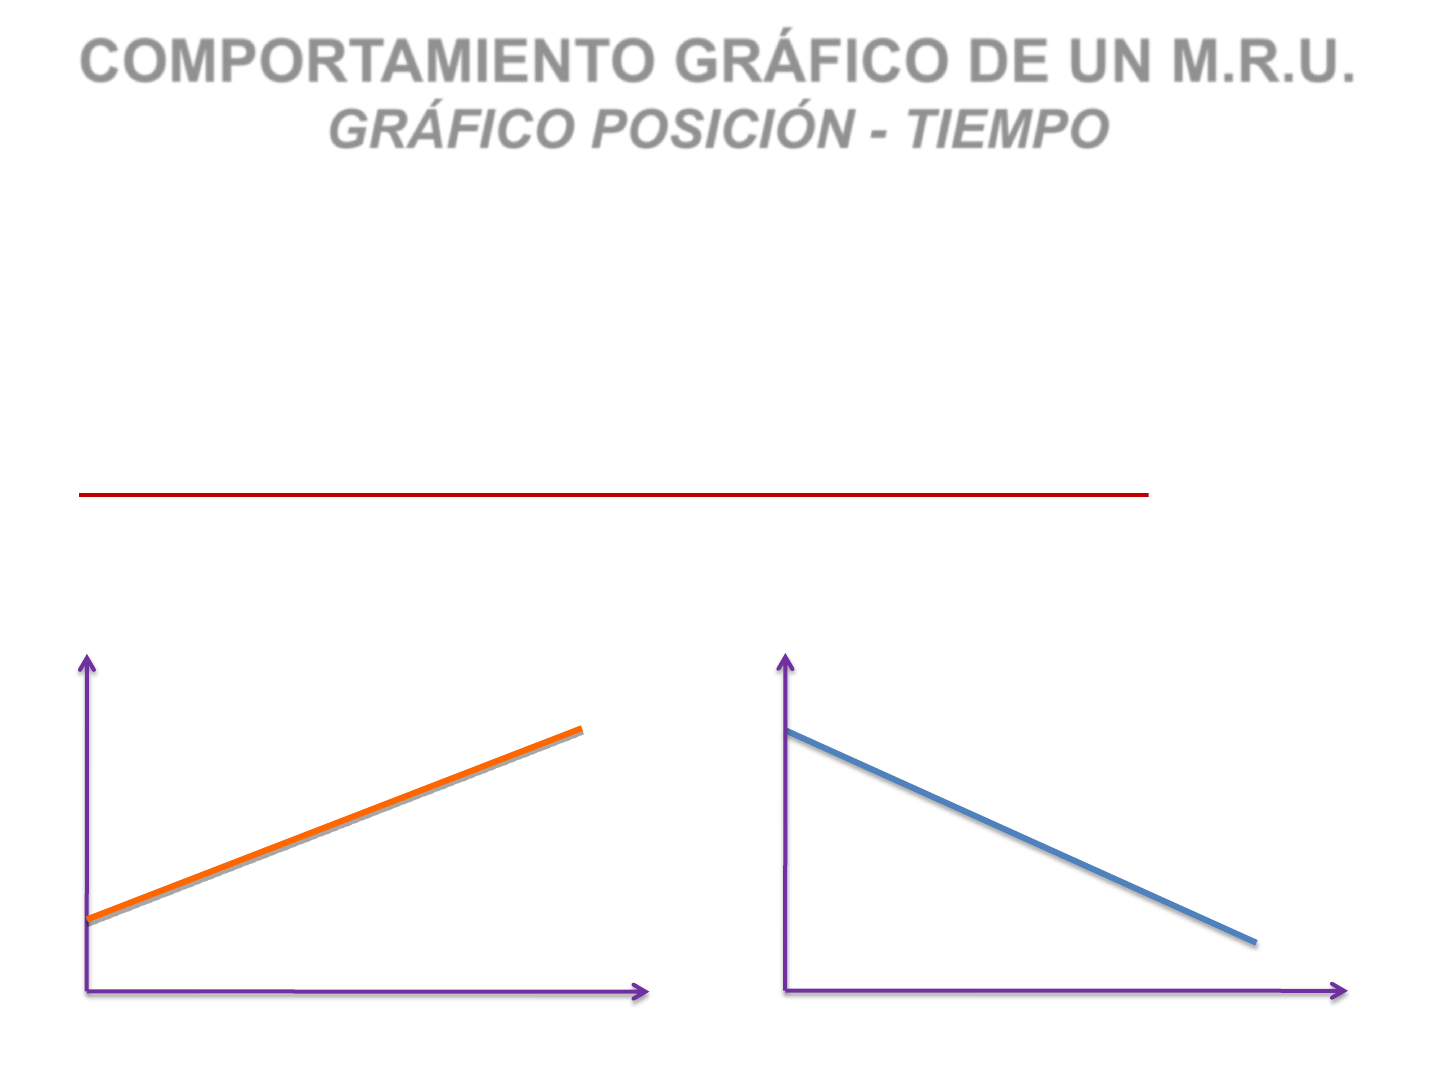 COMPORTAMIENTO GRÁFICO DE UN M.R.U.
GRÁFICO POSICIÓN - TIEMPO